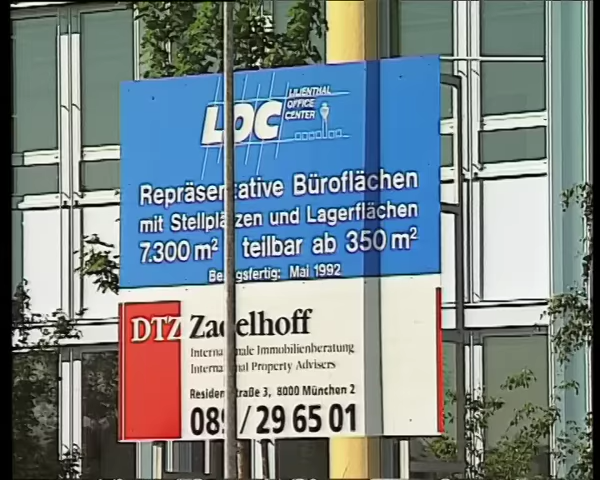 LOC LILIENTHAL
OFFICE
CENTER
Repräsentative Büroflächen
mit Stellplätzen und Lagerflächen
7.300 m² teilbar ab 350 m²
Bezugsfertig: Mai 1992
DTZ Zadelhoff
Internationale Immobilienberatung
International Property Advisers
Residenzstraße 3, 8000 München 2
089/29 65 01